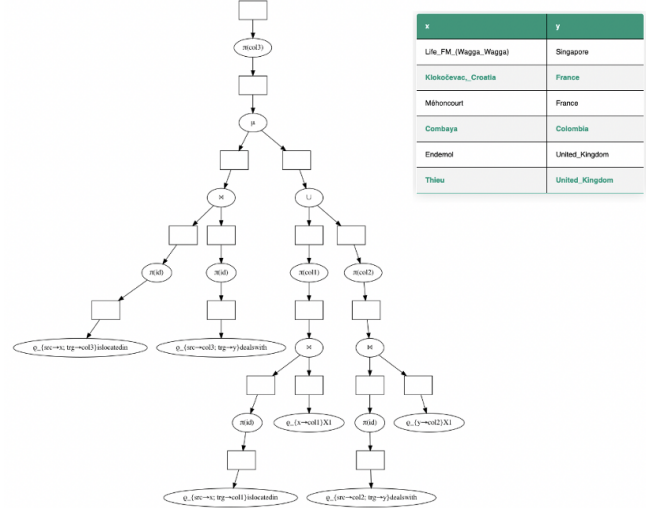 x y
Life_FM_(Wagga_Wagga) Singapore
Klokočevac,_Croatia France
Méhoncourt France
Combaya Colombia
Endemol United_Kingdom
Thieu United_Kingdom
π(col3)
μ
⋈ ∪
π(id) π(id) π(col1) π(col2)
ϱ_{src→x; trg→col3}islocatedin ϱ_{src→col3; trg→y}dealswith ⋈ ⋈
π(id) ϱ_{x→col1}X1 π(id) ϱ_{y→col2}X1
ϱ_{src→x; trg→col1}islocatedin ϱ_{src→col2; trg→y}dealswith